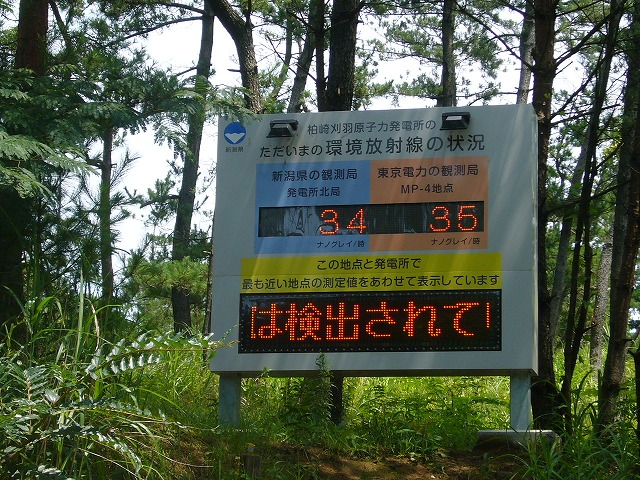 新潟県
柏崎刈羽原子力発電所の
ただいまの環境放射線の状況
新潟県の観測局
発電所北局
34
ナノグレイ/時
東京電力の観測局
MP-4地点
35
ナノグレイ/時
この地点と発電所で
最も近い地点の測定値をあわせて表示しています
は検出されて